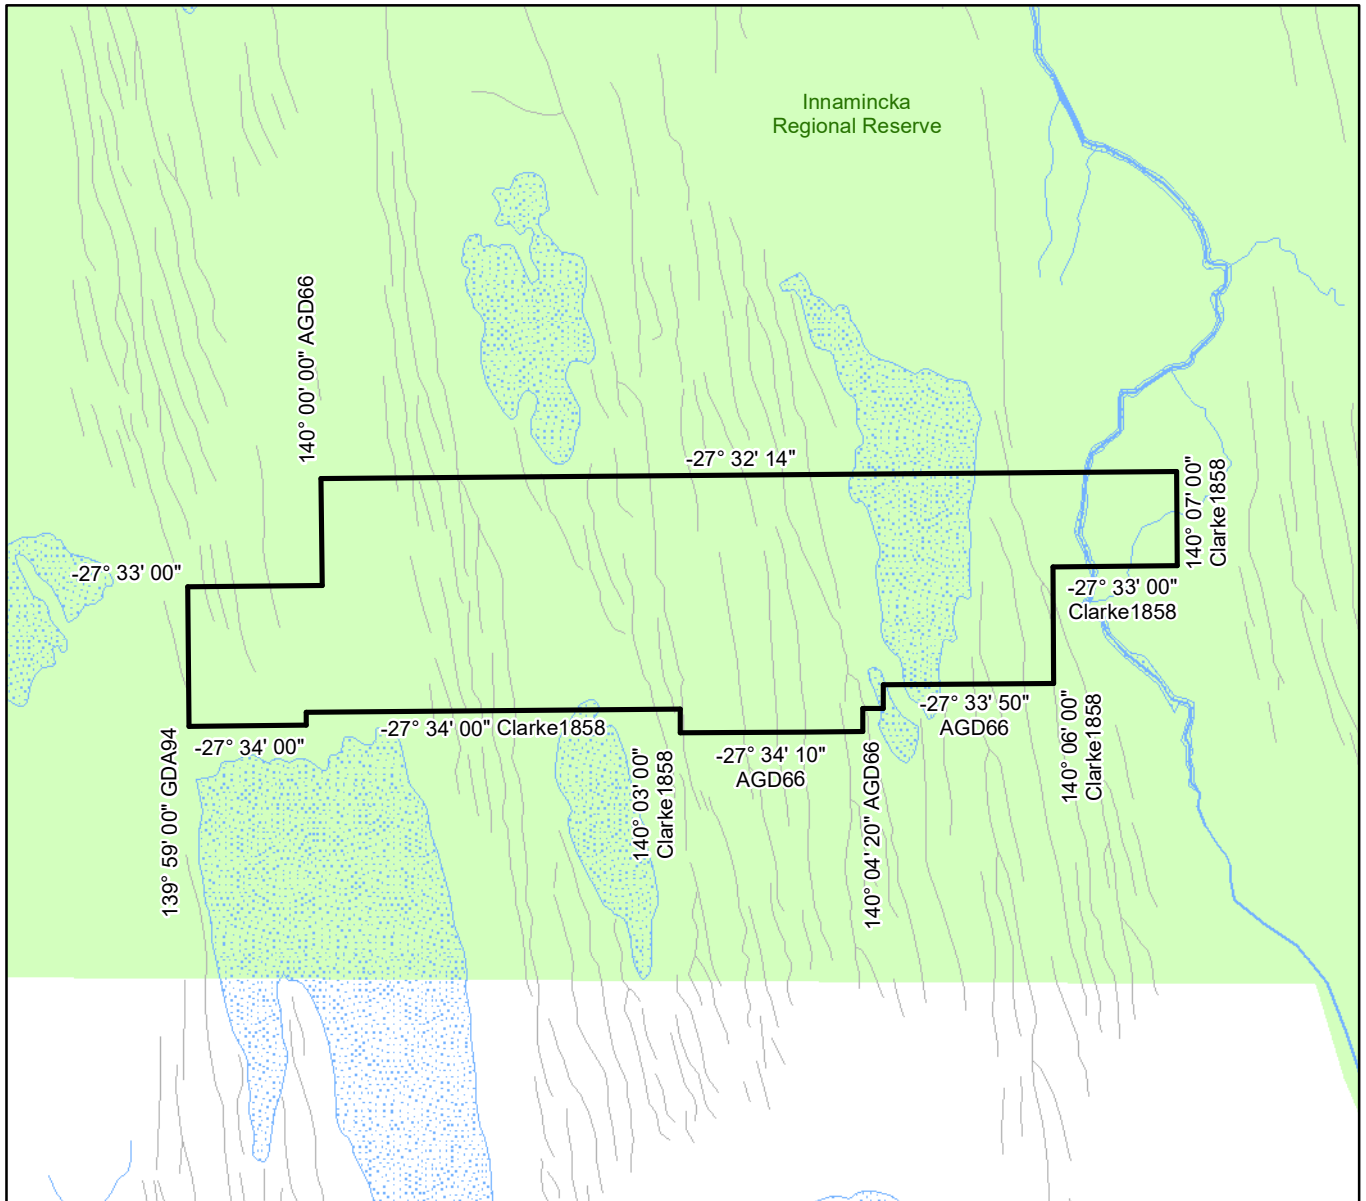 Innamincka
Regional Reserve
140° 00' 00" AGD66
-27° 32' 14"
140° 07' 00"
Clarke1858
-27° 33' 00"
-27° 33' 00"
Clarke1858
139° 59' 00" GDA94
-27° 34' 00"
-27° 34' 00" Clarke1858
140° 03' 00"
Clarke1858
-27° 34' 10"
AGD66
140° 04' 20" AGD66
-27° 33' 50"
AGD66
140° 06' 00"
Clarke1858